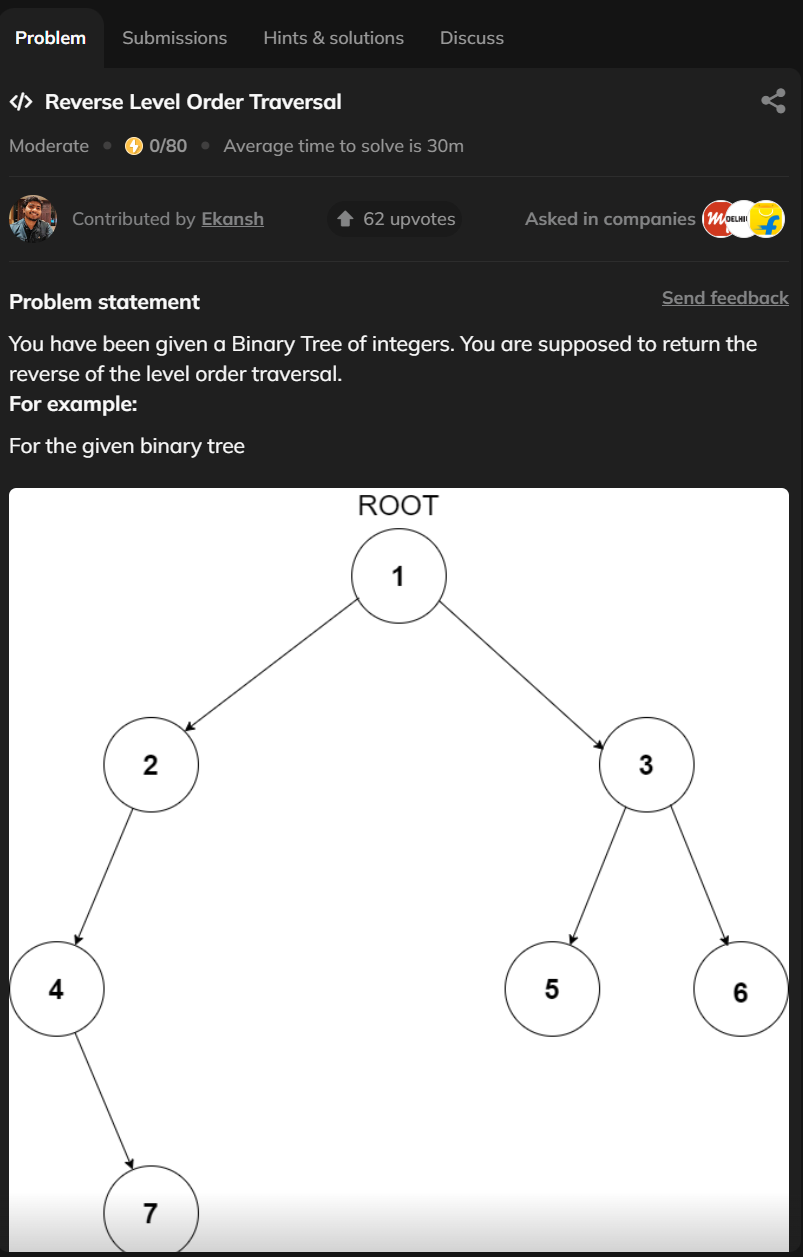 Problem Submissions Hints & solutions Discuss
</> Reverse Level Order Traversal
Moderate • 0/80 • Average time to solve is 30m
Contributed by Ekansh 62 upvotes Asked in companies
DELHI
Problem statement Send feedback
You have been given a Binary Tree of integers. You are supposed to return the
reverse of the level order traversal.
For example:
For the given binary tree
ROOT
1
2 3
4 5 6
7